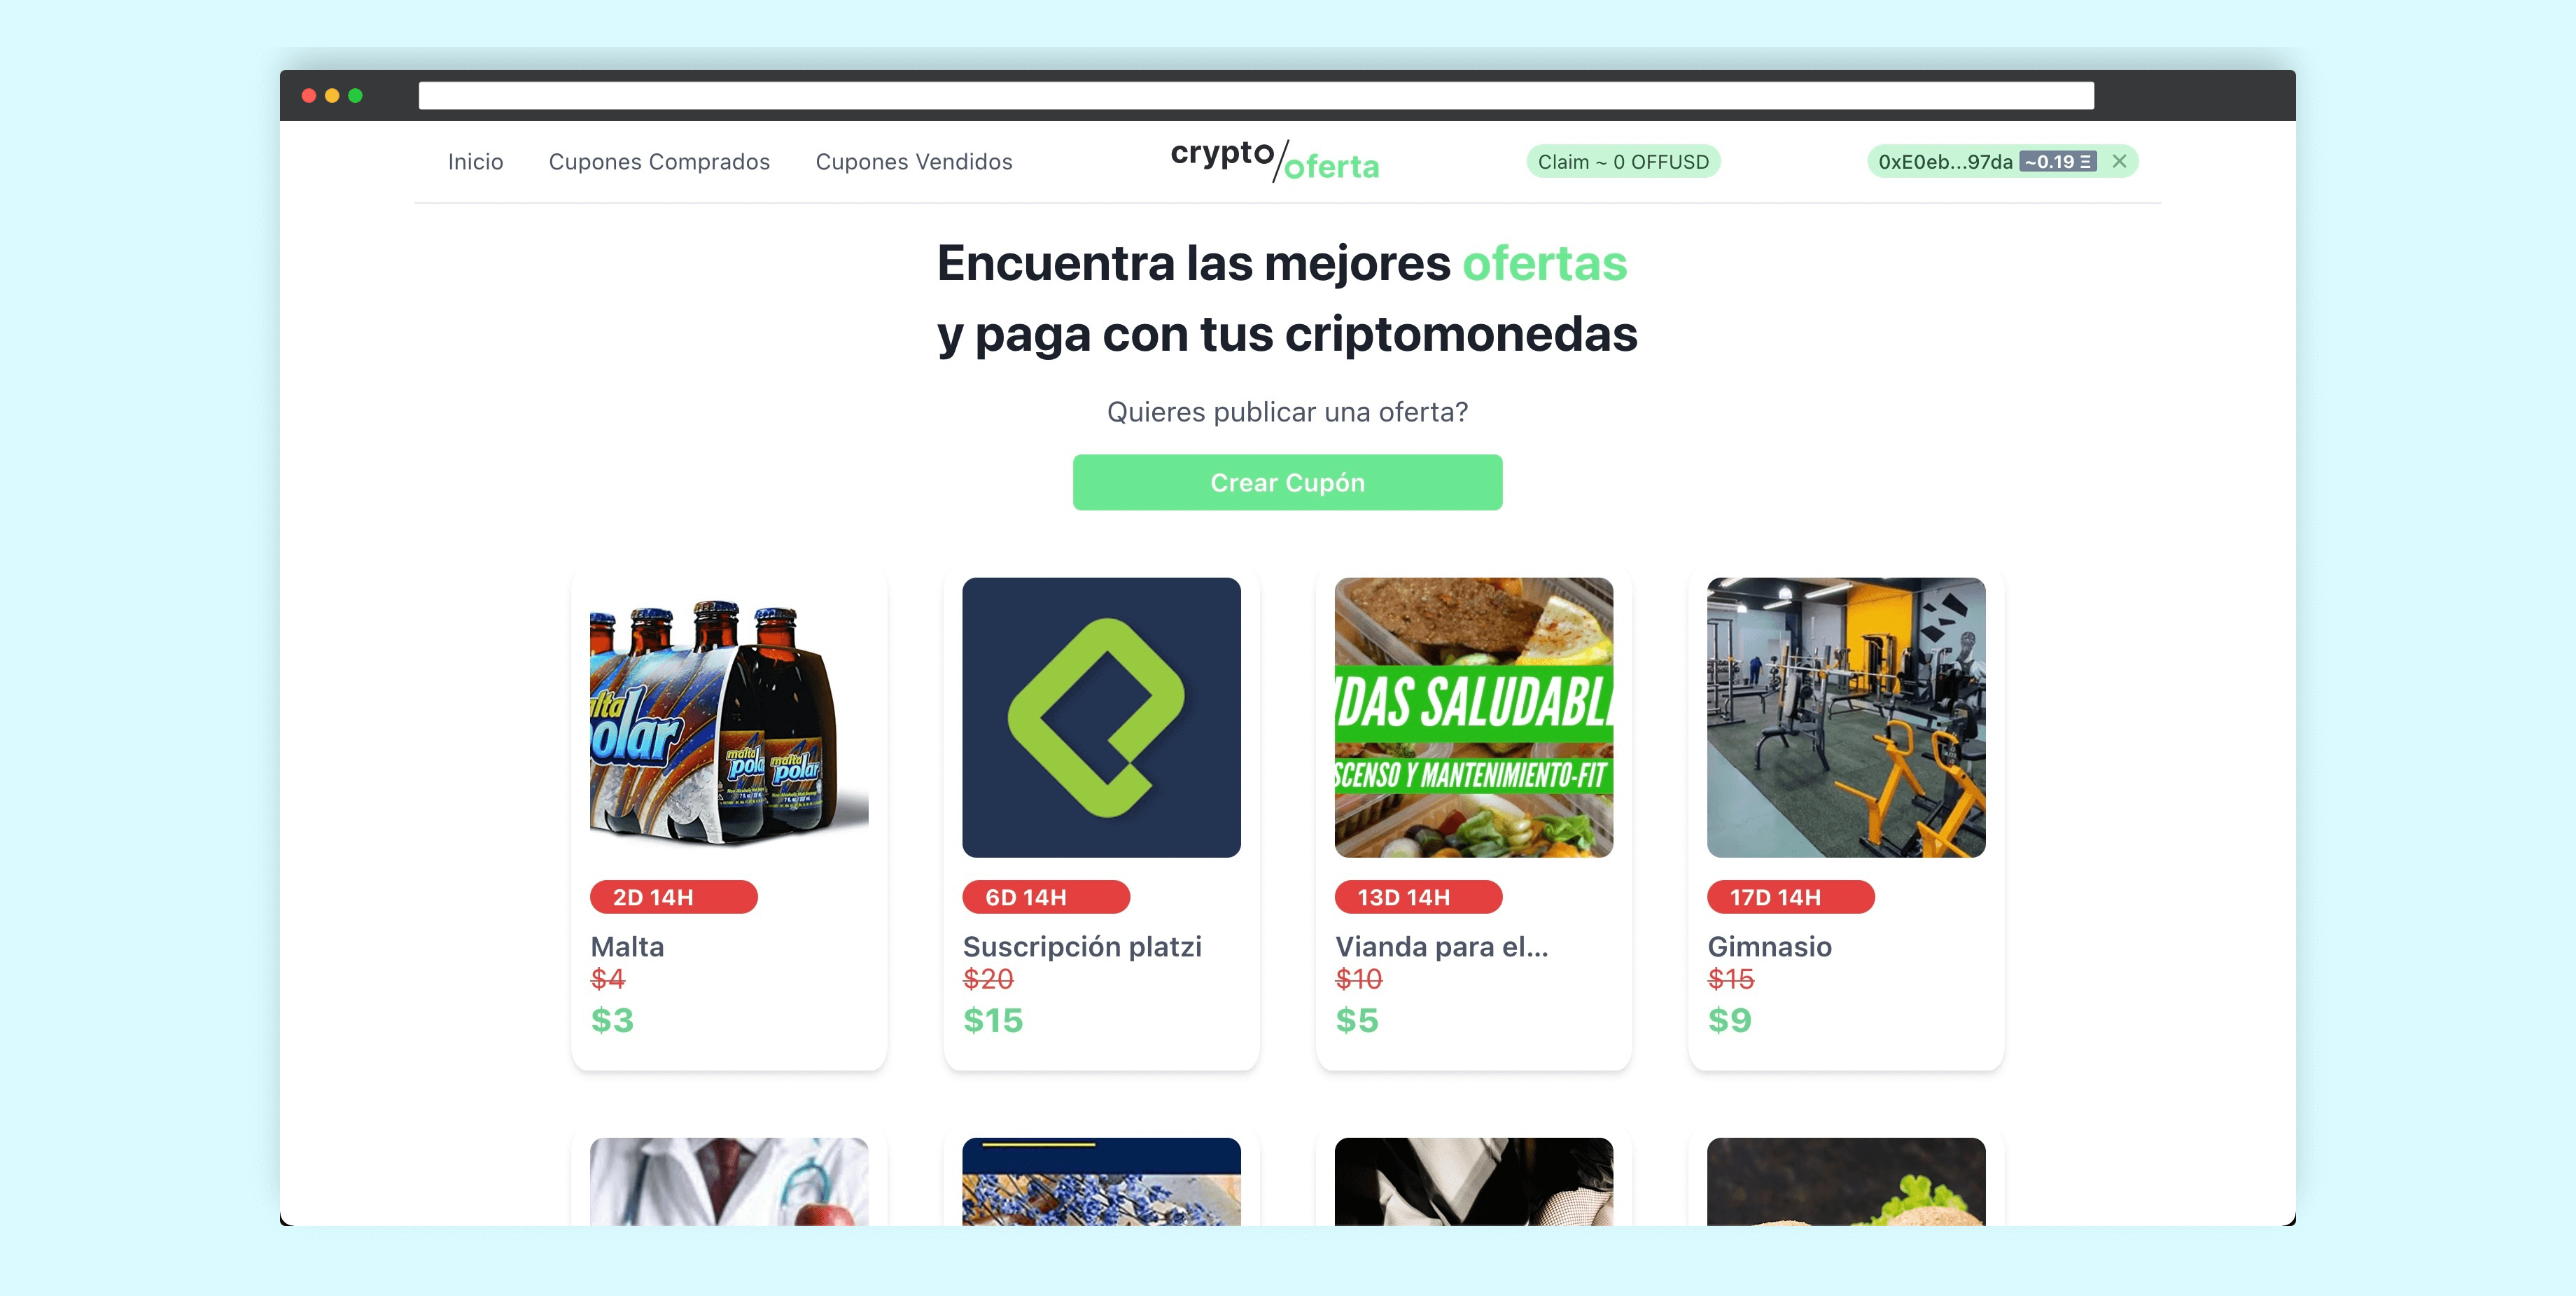 Inicio
Cupones Comprados
Cupones Vendidos
crypto/oferta
Claim ~ 0 OFFUSD
0xE0eb...97da ~0.19 Ξ ✕
Encuentra las mejores ofertas
y paga con tus criptomonedas
Quieres publicar una oferta?
Crear Cupón
alta
olar
malta
pola
malta
polar
IDAS SALUDABL
SCENSO Y MANTENIMIENTO-FIT
2D 14H
Malta
$4
$3
6D 14H
Suscripción platzi
$20
$15
13D 14H
Vianda para el...
$10
$5
17D 14H
Gimnasio
$15
$9